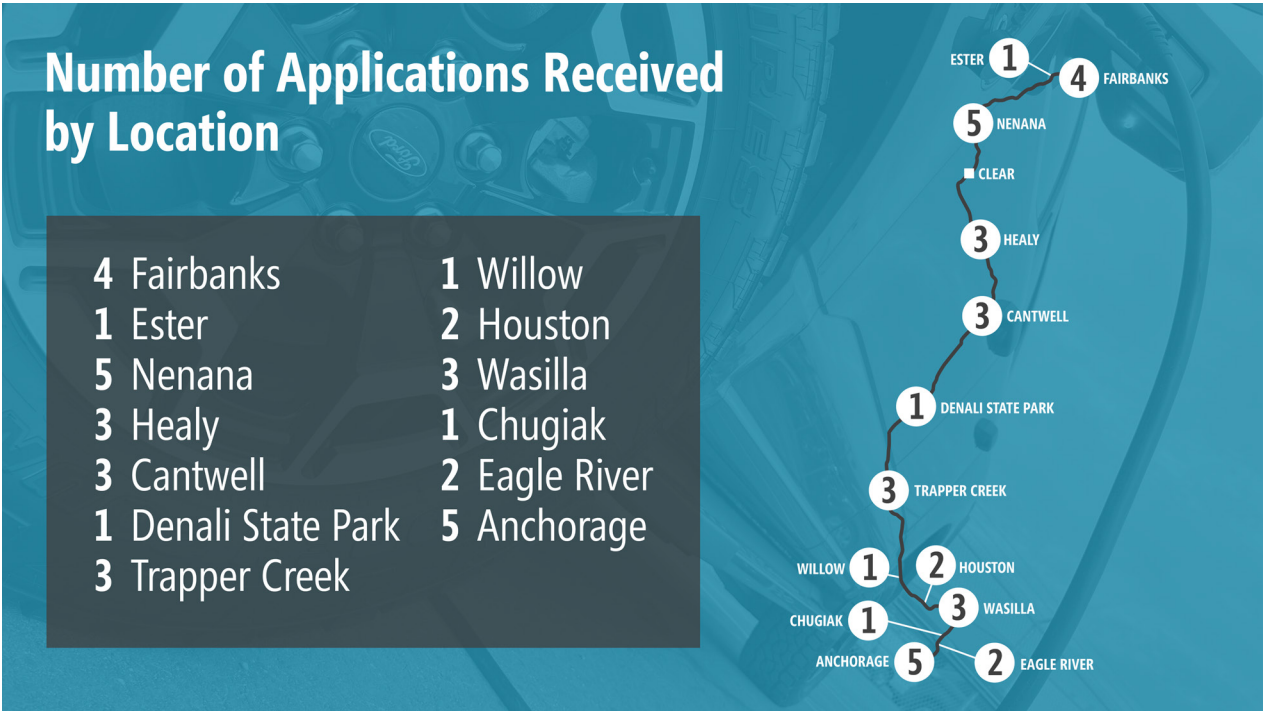 Number of Applications Received
by Location
4 Fairbanks
1 Ester
5 Nenana
3 Healy
3 Cantwell
1 Denali State Park
3 Trapper Creek
1 Willow
2 Houston
3 Wasilla
1 Chugiak
2 Eagle River
5 Anchorage
Ford
ESTER 1
4 FAIRBANKS
5 NENANA
CLEAR
3 HEALY
3 CANTWELL
1 DENALI STATE PARK
3 TRAPPER CREEK
WILLOW 1
2 HOUSTON
3 WASILLA
CHUGIAK 1
ANCHORAGE 5
2 EAGLE RIVER